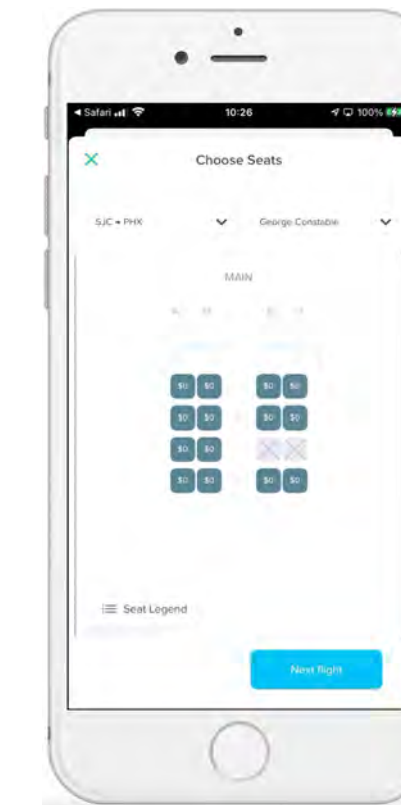 Safari 10:26 100%
Choose Seats
SJC → PHX George Constable
MAIN
$0 $0 $0 $0
$0 $0 $0 $0
$0 $0
$0 $0 $0 $0
Seat Legend
Next flight